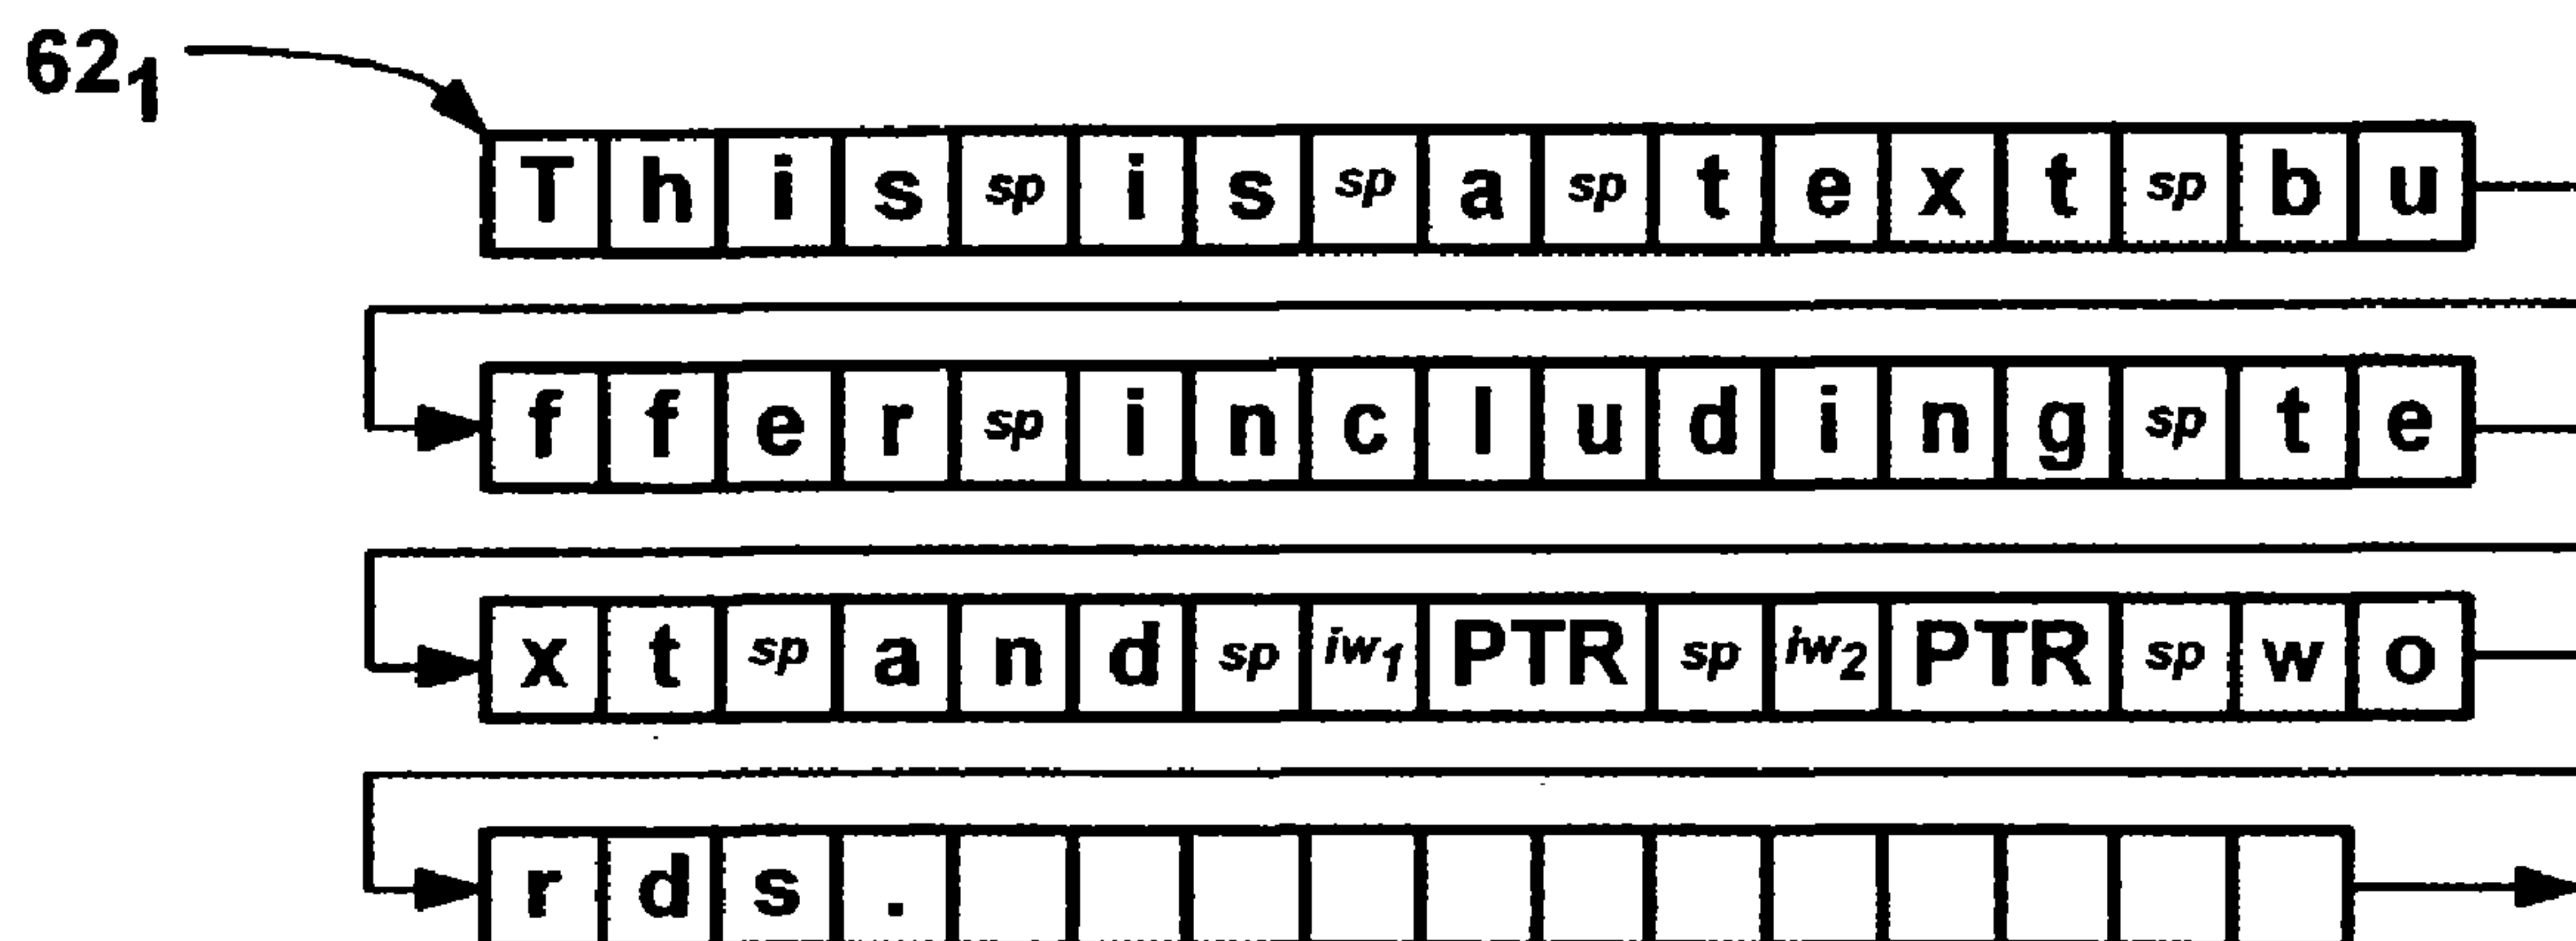 62₁
T h i s sp i s sp a sp t e x t sp b u
f f e r sp i n c l u d i n g sp t e
x t sp a n d sp iw₁ PTR sp iw₂ PTR sp w o
r d s .